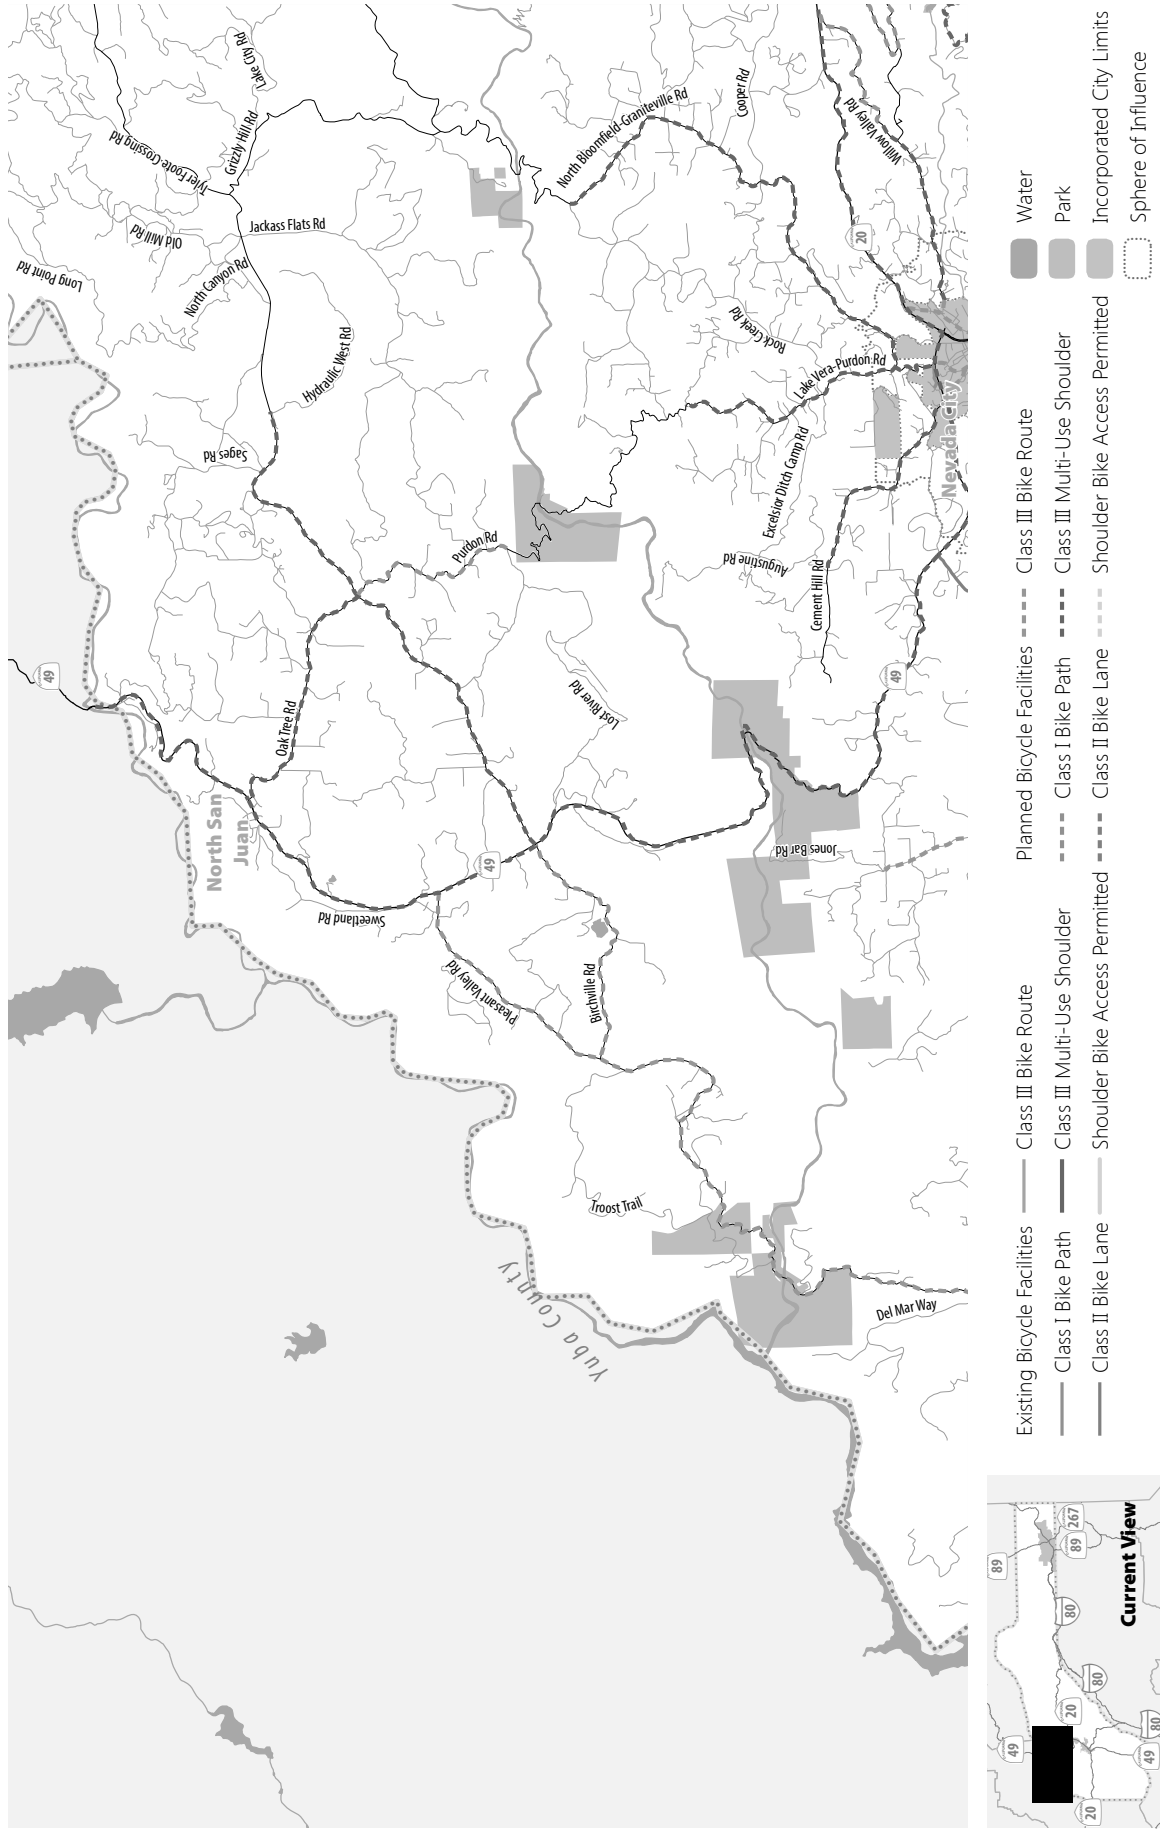 Long Point Rd
Old Mill Rd
Tyler Foote Crossing Rd
Lake City Rd
Grizzly Hill Rd
Jackass Flats Rd
North Canyon Rd
Hydraulic West Rd
Sages Rd
North Bloomfield-Graniteville Rd
Cooper Rd
Willow Valley Rd
20
Rock Creek Rd
Lake Vera-Purdon Rd
Nevada City
Excelsior Ditch Camp Rd
Augustine Rd
Cement Hill Rd
Purdon Rd
49
Oak Tree Rd
Lost River Rd
49
North San
Juan
49
Jones Bar Rd
Sweetland Rd
Pleasant Valley Rd
Birchville Rd
Troost Trail
Del Mar Way
Yuba County
Existing Bicycle Facilities
Class I Bike Path
Class II Bike Lane
Class III Bike Route
Class III Multi-Use Shoulder
Shoulder Bike Access Permitted
Planned Bicycle Facilities
Class I Bike Path
Class II Bike Lane
Class III Bike Route
Class III Multi-Use Shoulder
Shoulder Bike Access Permitted
Water
Park
Incorporated City Limits
Sphere of Influence
89
267
89
80
80
20
80
49
49
20
Current View